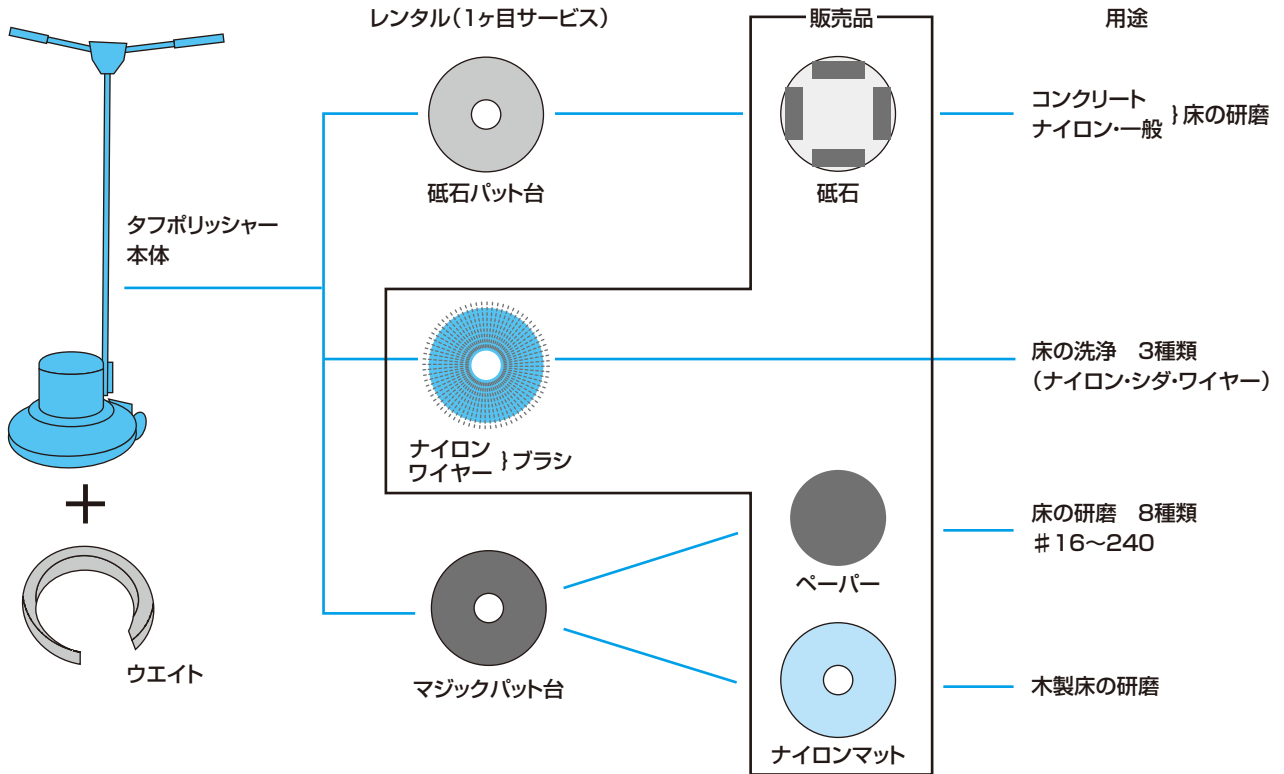 レンタル（1ヶ目サービス）
販売品
用途
タフポリッシャー
本体
砥石パット台
砥石
コンクリート
ナイロン・一般
｝床の研磨
ナイロン
ワイヤー
｝ブラシ
床の洗浄　3種類
（ナイロン・シダ・ワイヤー）
＋
ウエイト
マジックパット台
ペーパー
床の研磨　8種類
＃16〜240
ナイロンマット
木製床の研磨